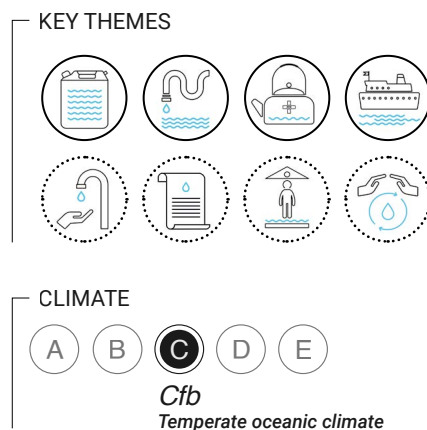 KEY THEMES
CLIMATE
A B C D E
Cfb
Temperate oceanic climate